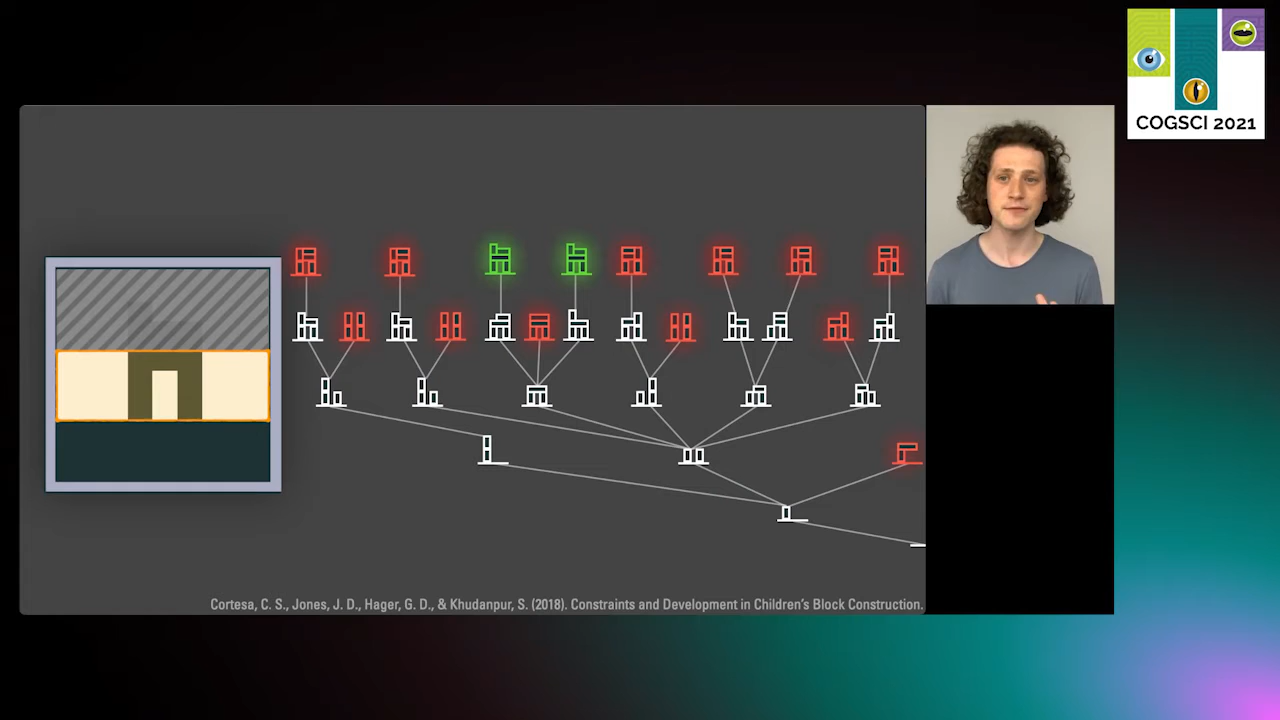 COGSCI 2021
Cortesa, C. S., Jones, J. D., Hager, G. D., & Khudanpur, S. (2018). Constraints and Development in Children’s Block Construction.